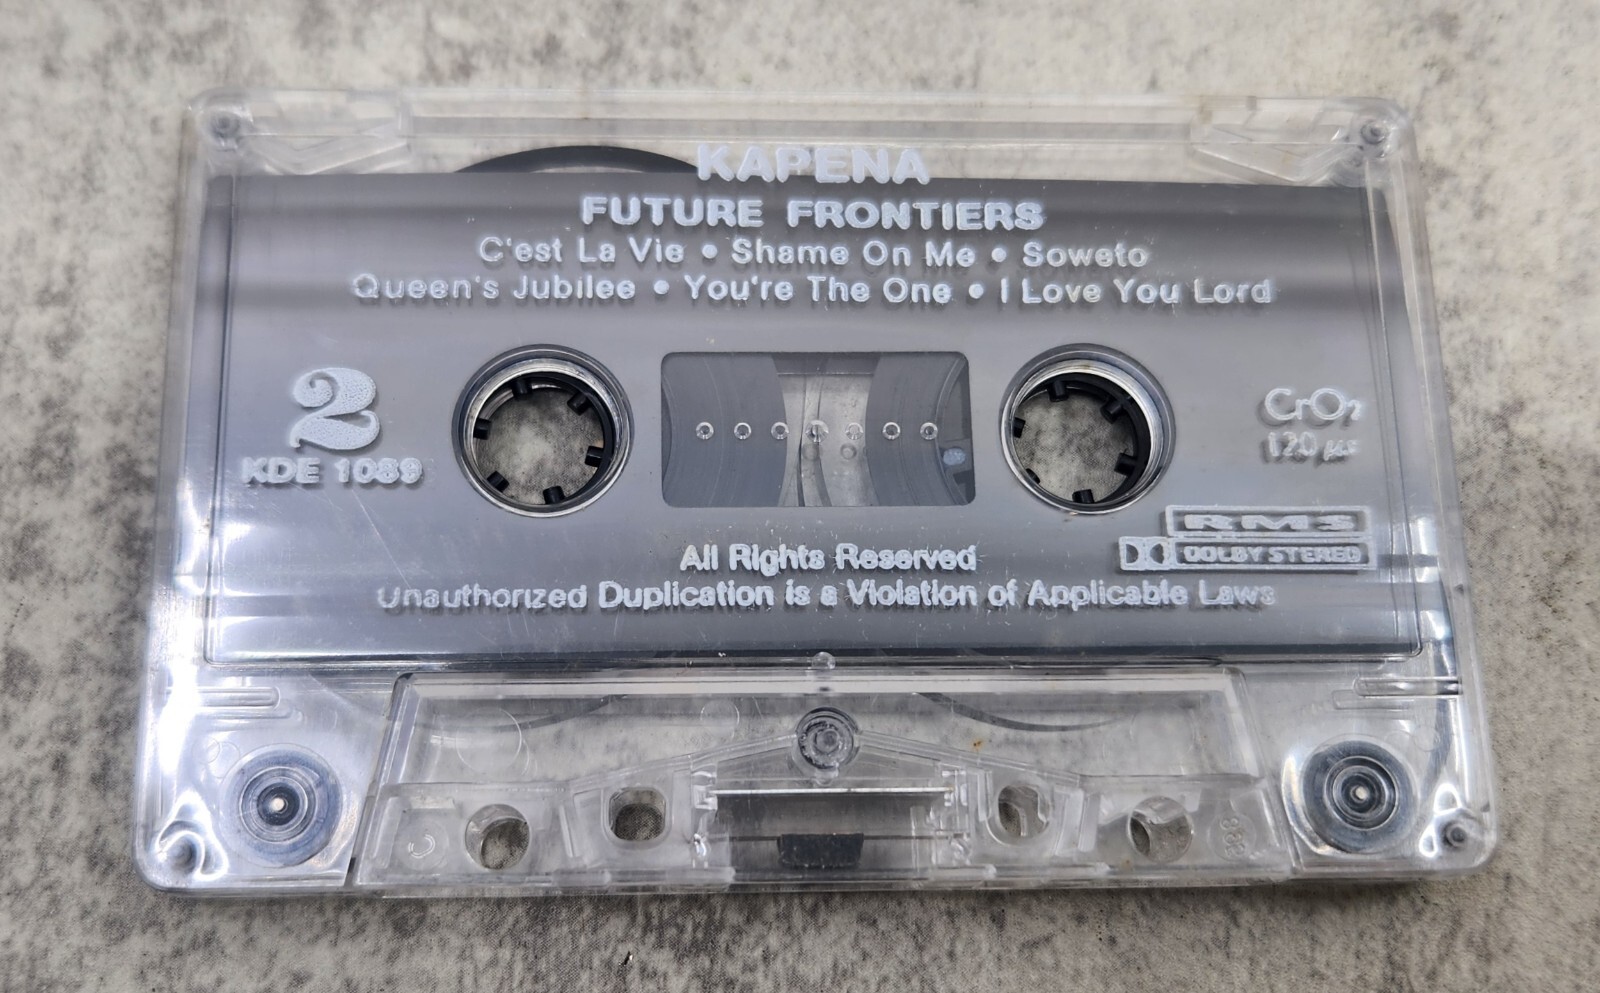 KAPENA
FUTURE FRONTIERS
C'est La Vie • Shame On Me • Soweto
Queen's Jubilee • You're The One • I Love You Lord
2
KDE 1089
CrO₂
120 µs
RMS
DOLBY STEREO
All Rights Reserved
Unauthorized Duplication is a Violation of Applicable Laws